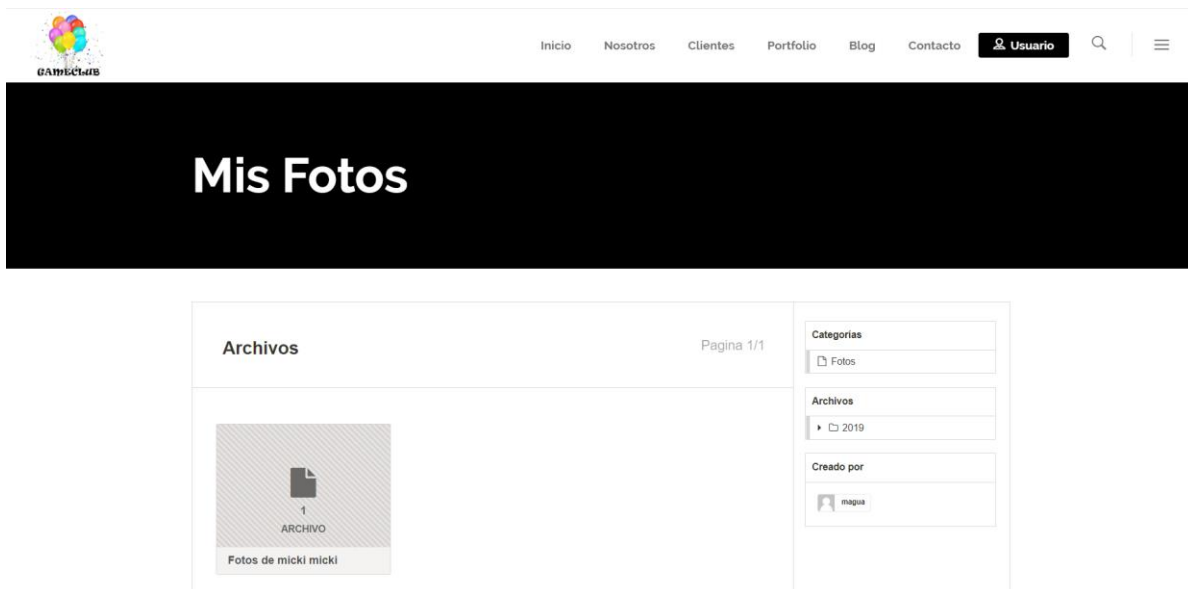 GAMECLUB
Inicio Nosotros Clientes Portfolio Blog Contacto Usuario
Mis Fotos
Archivos Pagina 1/1
1
ARCHIVO
Fotos de micki micki
Categorias
Fotos
Archivos
2019
Creado por
magua